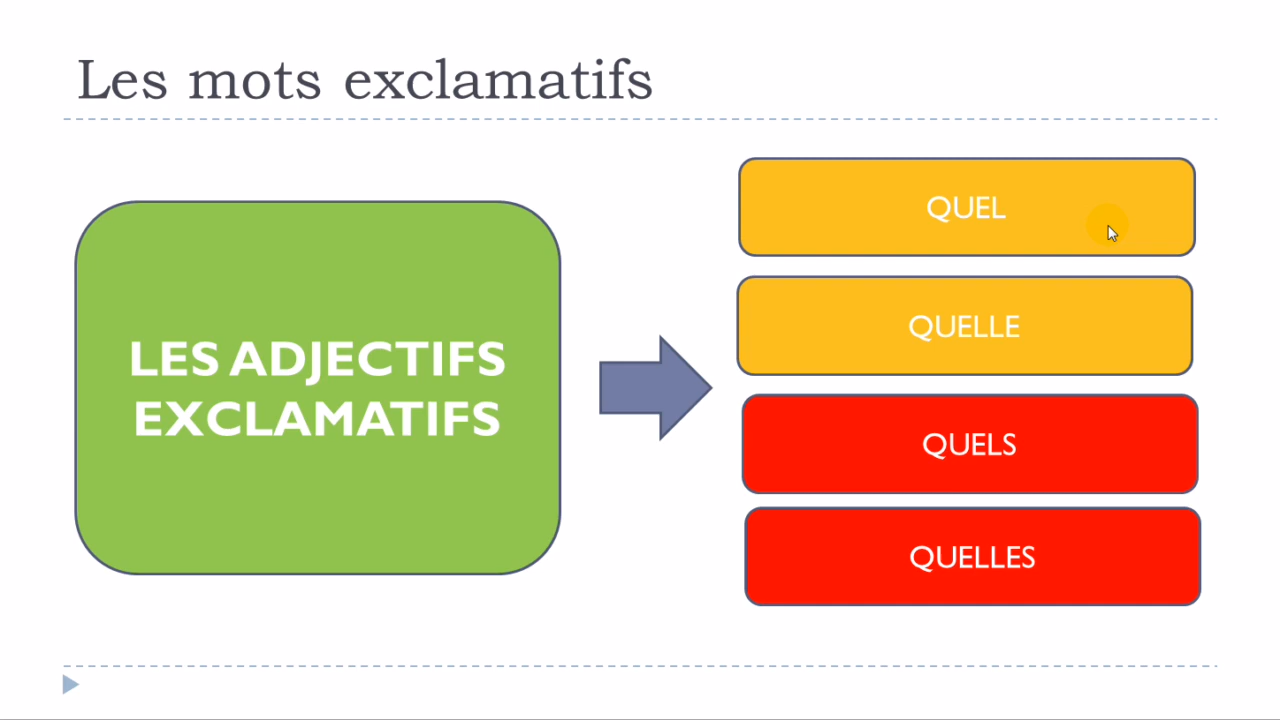 Les mots exclamatifs
LES ADJECTIFS
EXCLAMATIFS
QUEL
QUELLE
QUELS
QUELLES